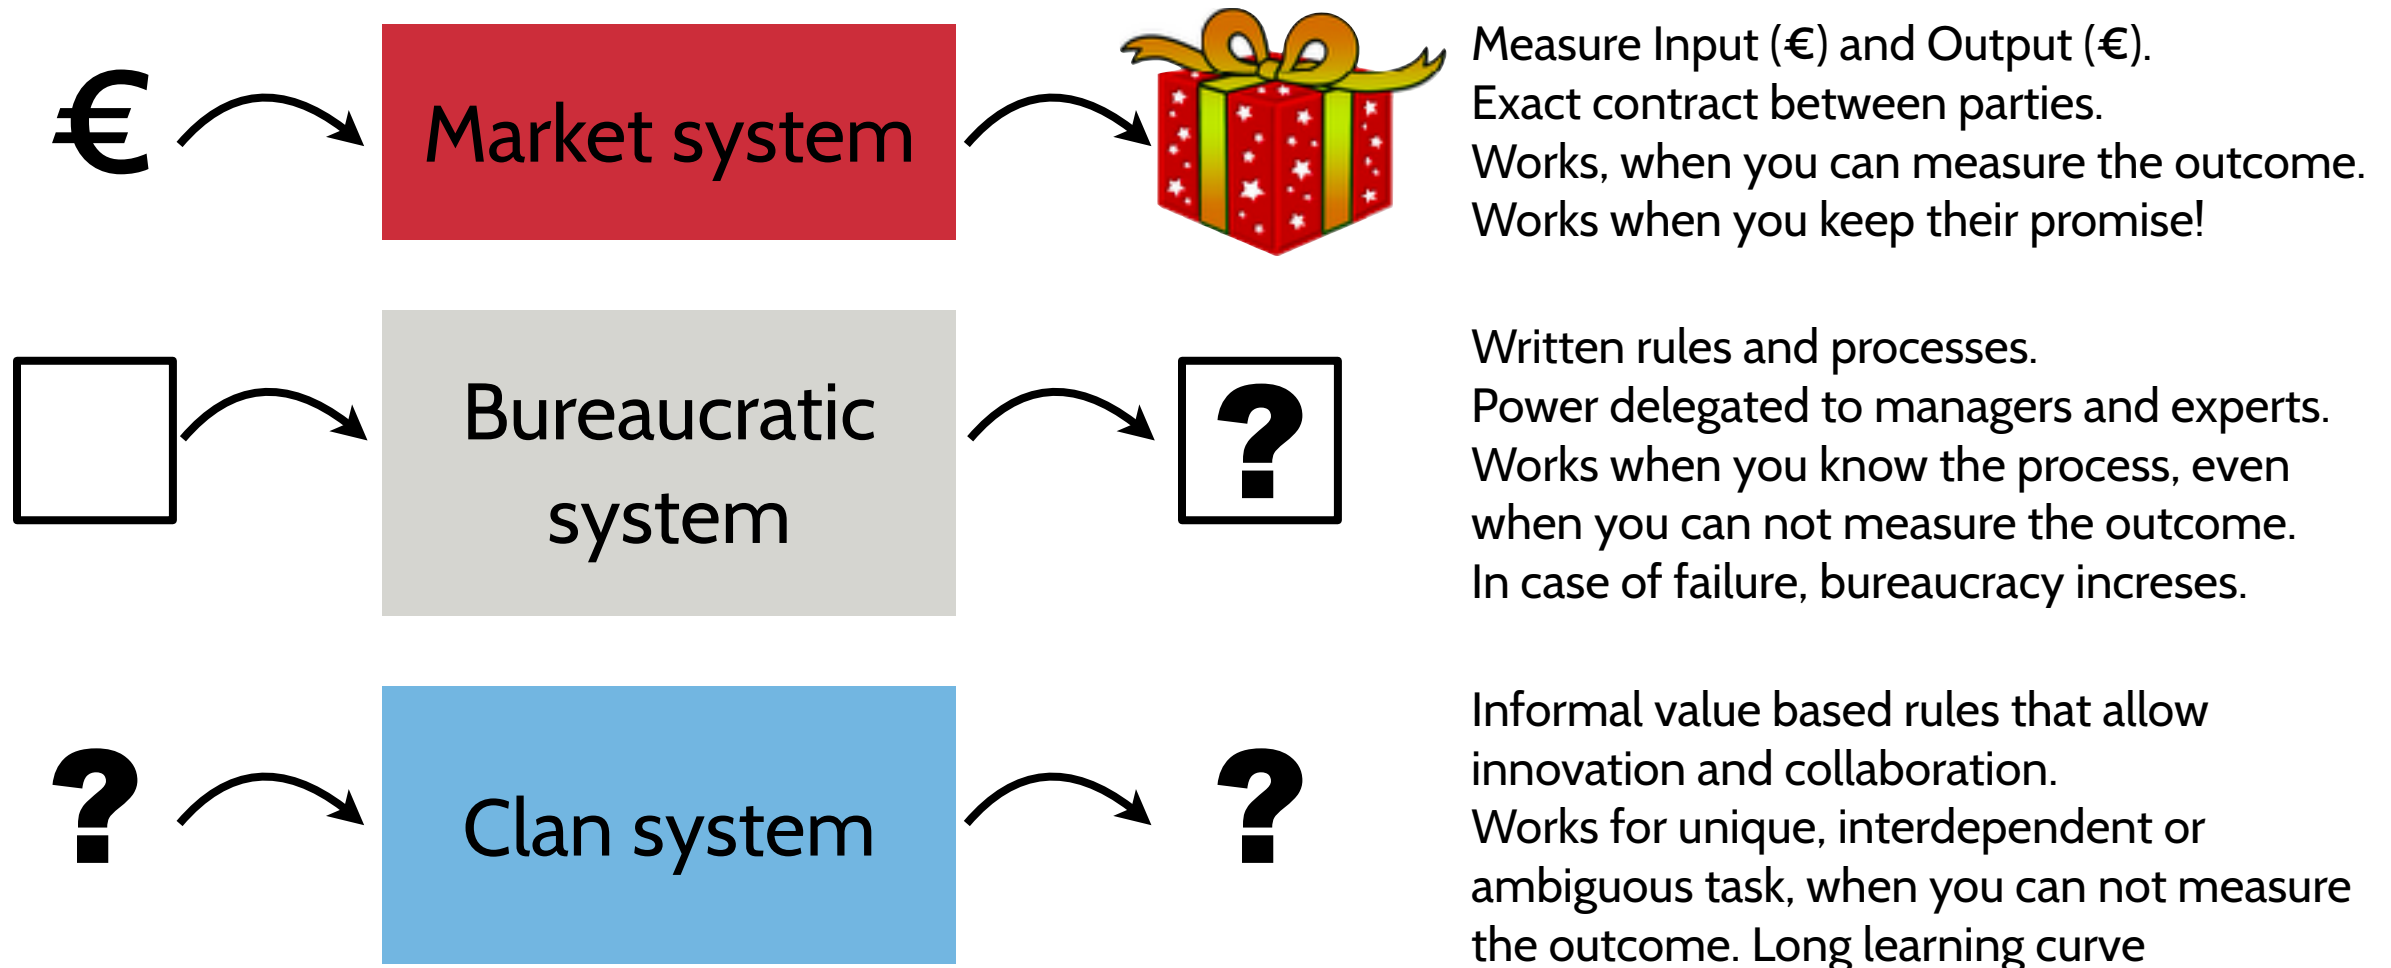 €
Market system
Measure Input (€) and Output (€).
Exact contract between parties.
Works, when you can measure the outcome.
Works when you keep their promise!
Bureaucratic
system
?
Written rules and processes.
Power delegated to managers and experts.
Works when you know the process, even
when you can not measure the outcome.
In case of failure, bureaucracy increses.
?
Clan system
?
Informal value based rules that allow
innovation and collaboration.
Works for unique, interdependent or
ambiguous task, when you can not measure
the outcome. Long learning curve